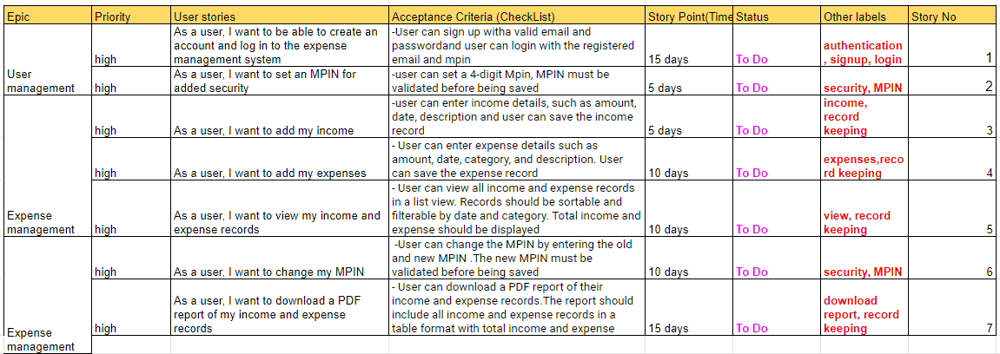 Epic Priority User stories Acceptance Criteria (CheckList) Story Point(Time Status Other labels Story No
User management
high
As a user, I want to be able to create an
account and log in to the expense
management system
-User can sign up witha valid email and
passwordand user can login with the registered
email and mpin
15 days
To Do
authentication
, signup, login
1
high
As a user, I want to set an MPIN for
added security
-user can set a 4-digit Mpin, MPIN must be
validated before being saved
5 days
To Do
security, MPIN
2
Expense
management
high
As a user, I want to add my income
-user can enter income details, such as amount,
date, description and user can save the income
record
5 days
To Do
income,
record
keeping
3
high
As a user, I want to add my expenses
- User can enter expense details such as
amount, date, category, and description. User
can save the expense record
10 days
To Do
expenses,reco
rd keeping
4
high
As a user, I want to view my income and
expense records
- User can view all income and expense records
in a list view. Records should be sortable and
filterable by date and category. Total income and
expense should be displayed
10 days
To Do
view, record
keeping
5
Expense
management
high
As a user, I want to change my MPIN
-User can change the MPIN by entering the old
and new MPIN .The new MPIN must be
validated before being saved
10 days
To Do
security, MPIN
6
high
As a user, I want to download a PDF
report of my income and expense
records
- User can download a PDF report of their
income and expense records.The report should
include all income and expense records in a
table format with total income and expense
15 days
To Do
download
report, record
keeping
7